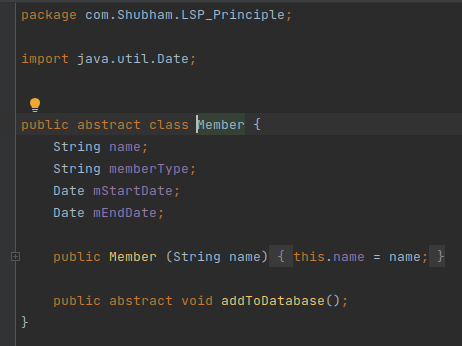 package com.Shubham.LSP_Principle;
import java.util.Date;
public abstract class Member {
String name;
String memberType;
Date mStartDate;
Date mEndDate;
public Member (String name) { this.name = name; }
public abstract void addToDatabase();
}